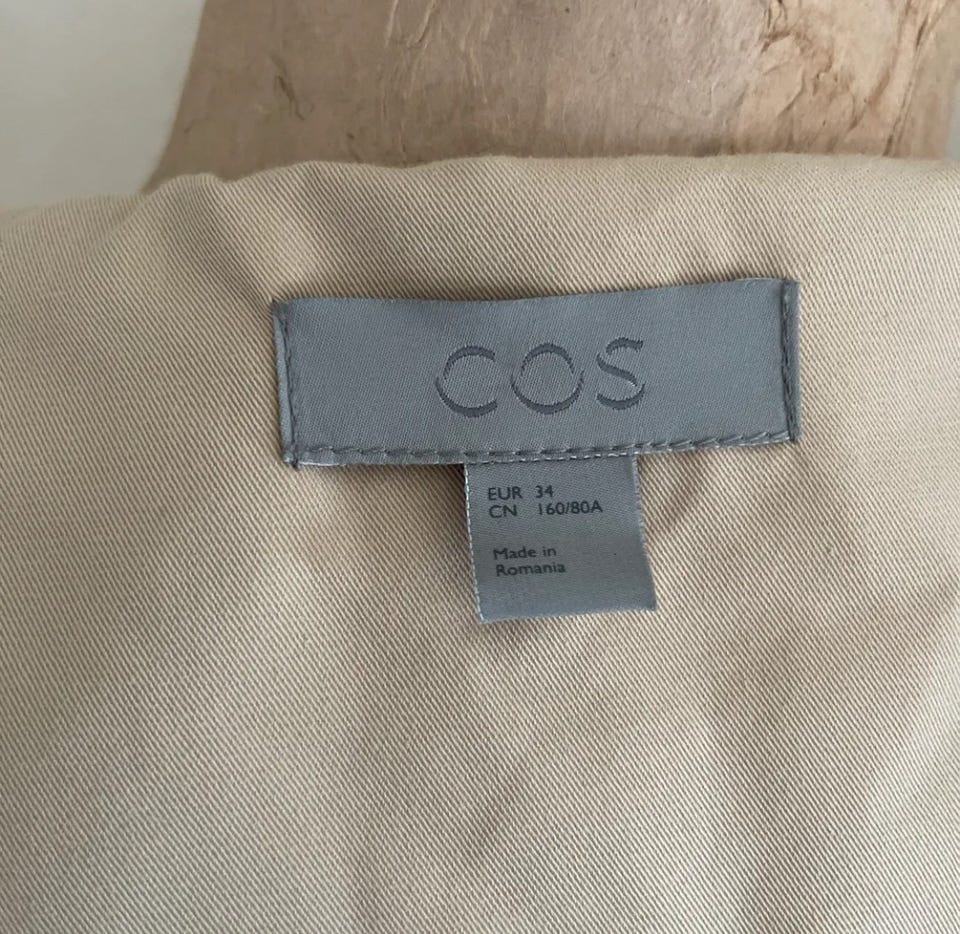 COS
EUR 34
CN 160/80A
Made in
Romania